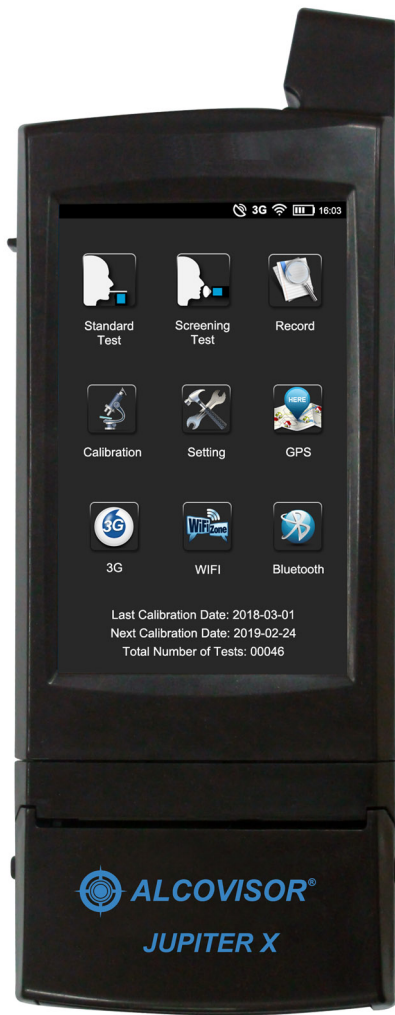 3G 16:03
Standard
Test
Screening
Test
Record
HERE
Calibration
Setting
GPS
3G
WiFi Zone
3G
WIFI
Bluetooth
Last Calibration Date: 2018-03-01
Next Calibration Date: 2019-02-24
Total Number of Tests: 00046
ALCOVISOR®
JUPITER X